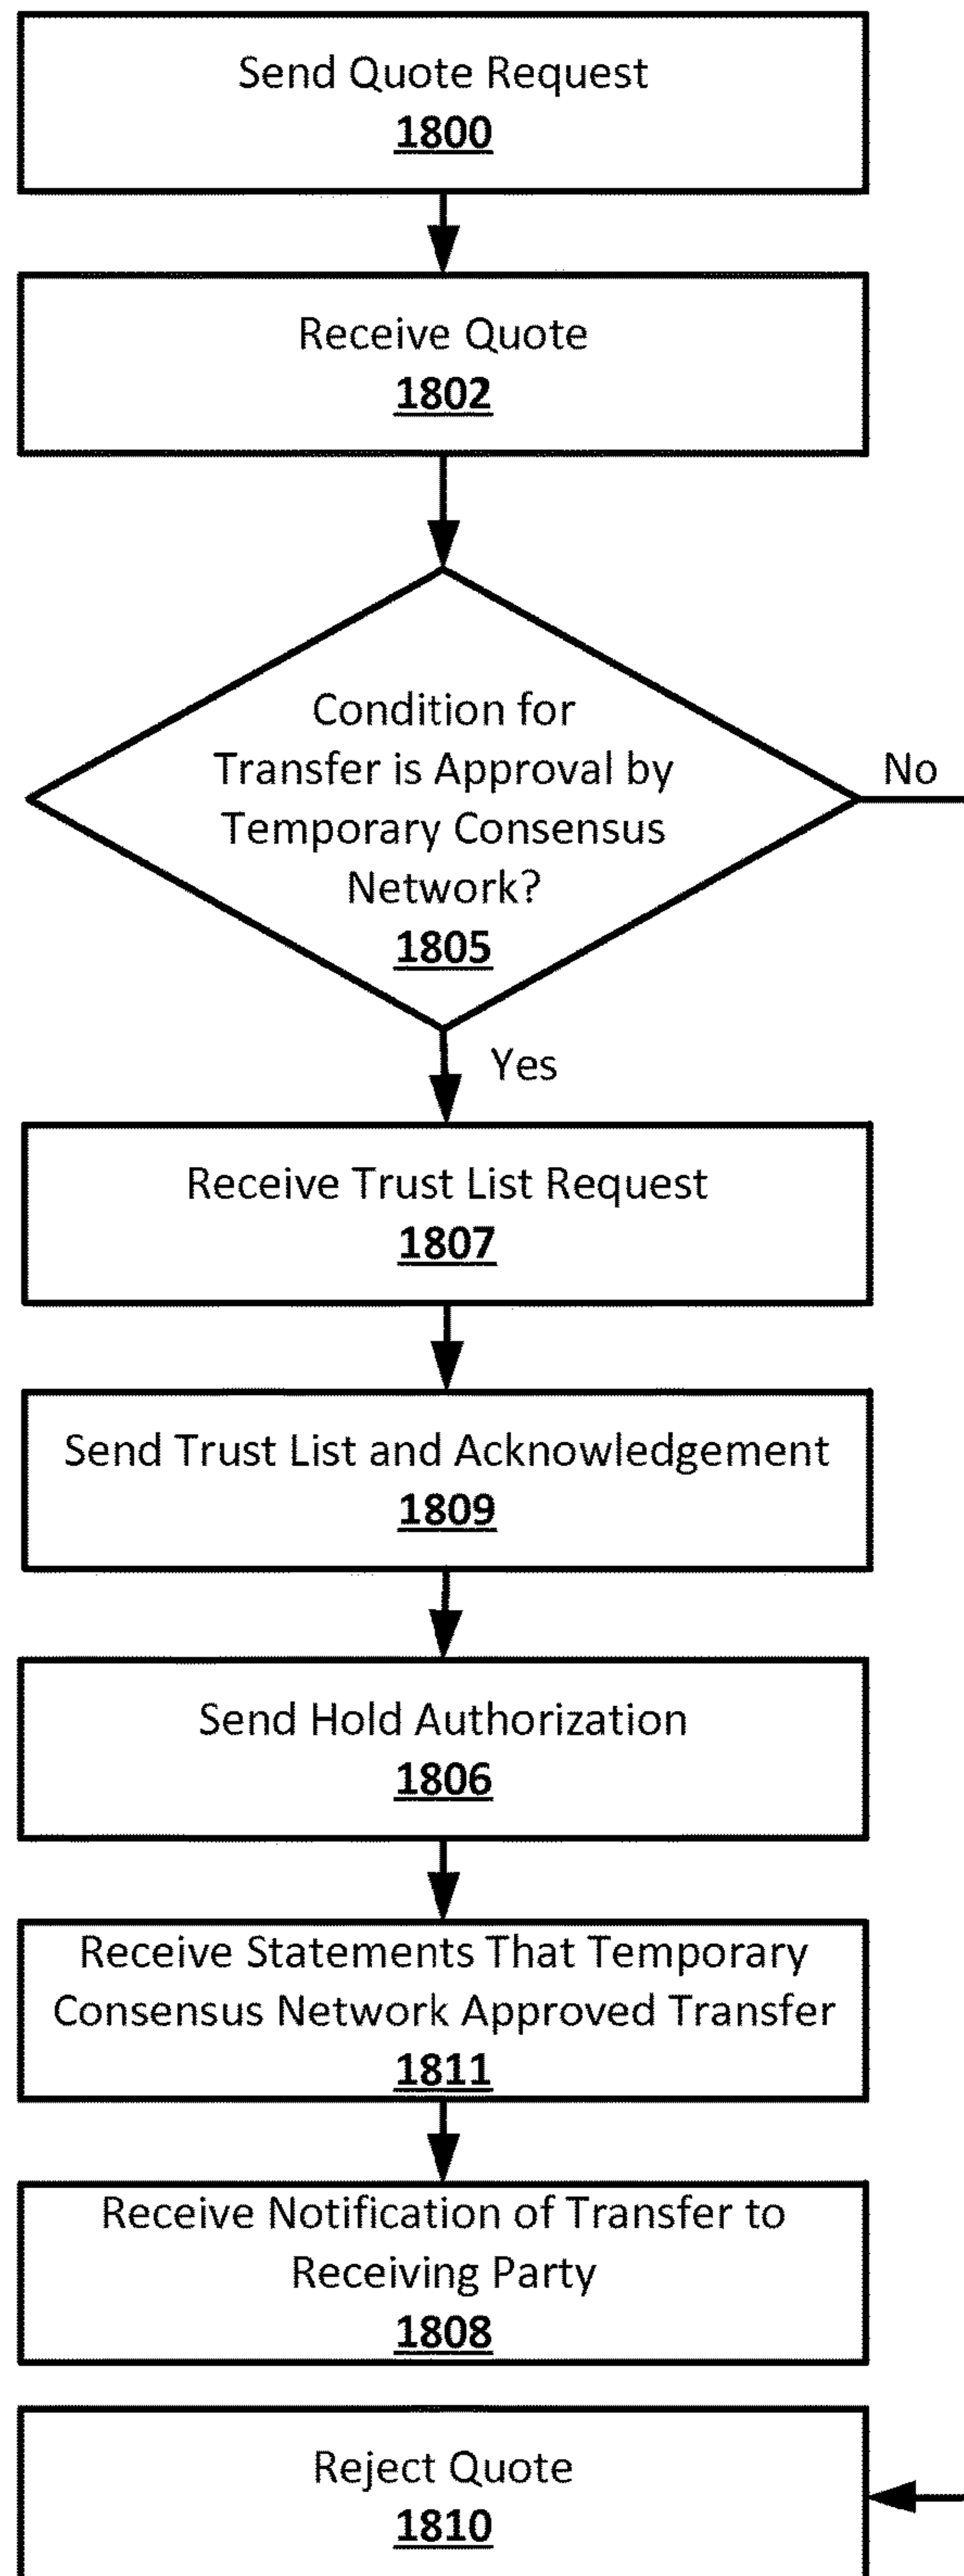 Send Quote Request
1800
Receive Quote
1802
Condition for
Transfer is Approval by
Temporary Consensus
Network?
1805
No
Yes
Receive Trust List Request
1807
Send Trust List and Acknowledgement
1809
Send Hold Authorization
1806
Receive Statements That Temporary
Consensus Network Approved Transfer
1811
Receive Notification of Transfer to
Receiving Party
1808
Reject Quote
1810